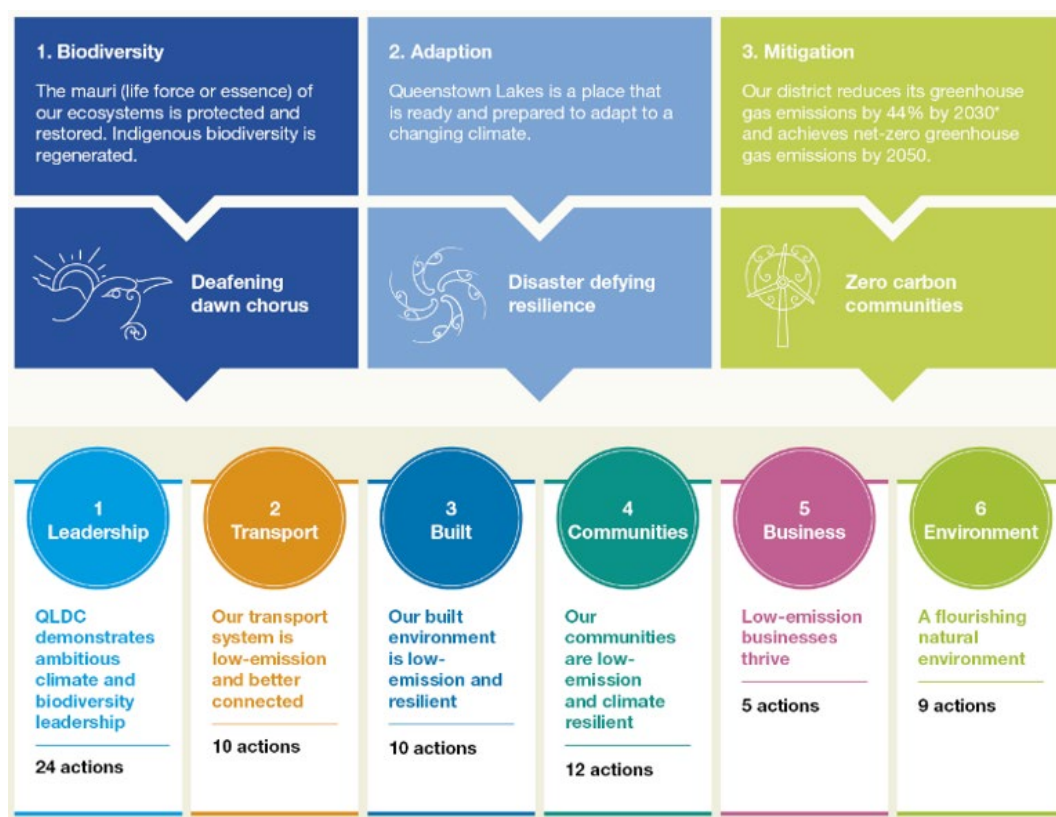 1. Biodiversity
The mauri (life force or essence) of
our ecosystems is protected and
restored. Indigenous biodiversity is
regenerated.
2. Adaption
Queenstown Lakes is a place that
is ready and prepared to adapt to a
changing climate.
3. Mitigation
Our district reduces its greenhouse
gas emissions by 44% by 2030*
and achieves net-zero greenhouse
gas emissions by 2050.
Deafening
dawn chorus
Disaster defying
resilience
Zero carbon
communities
1
Leadership
QLDC
demonstrates
ambitious
climate and
biodiversity
leadership
24 actions
2
Transport
Our transport
system is
low-emission
and better
connected
10 actions
3
Built
Our built
environment
is low-
emission and
resilient
10 actions
4
Communities
Our
communities
are low-
emission
and climate
resilient
12 actions
5
Business
Low-emission
businesses
thrive
5 actions
6
Environment
A flourishing
natural
environment
9 actions